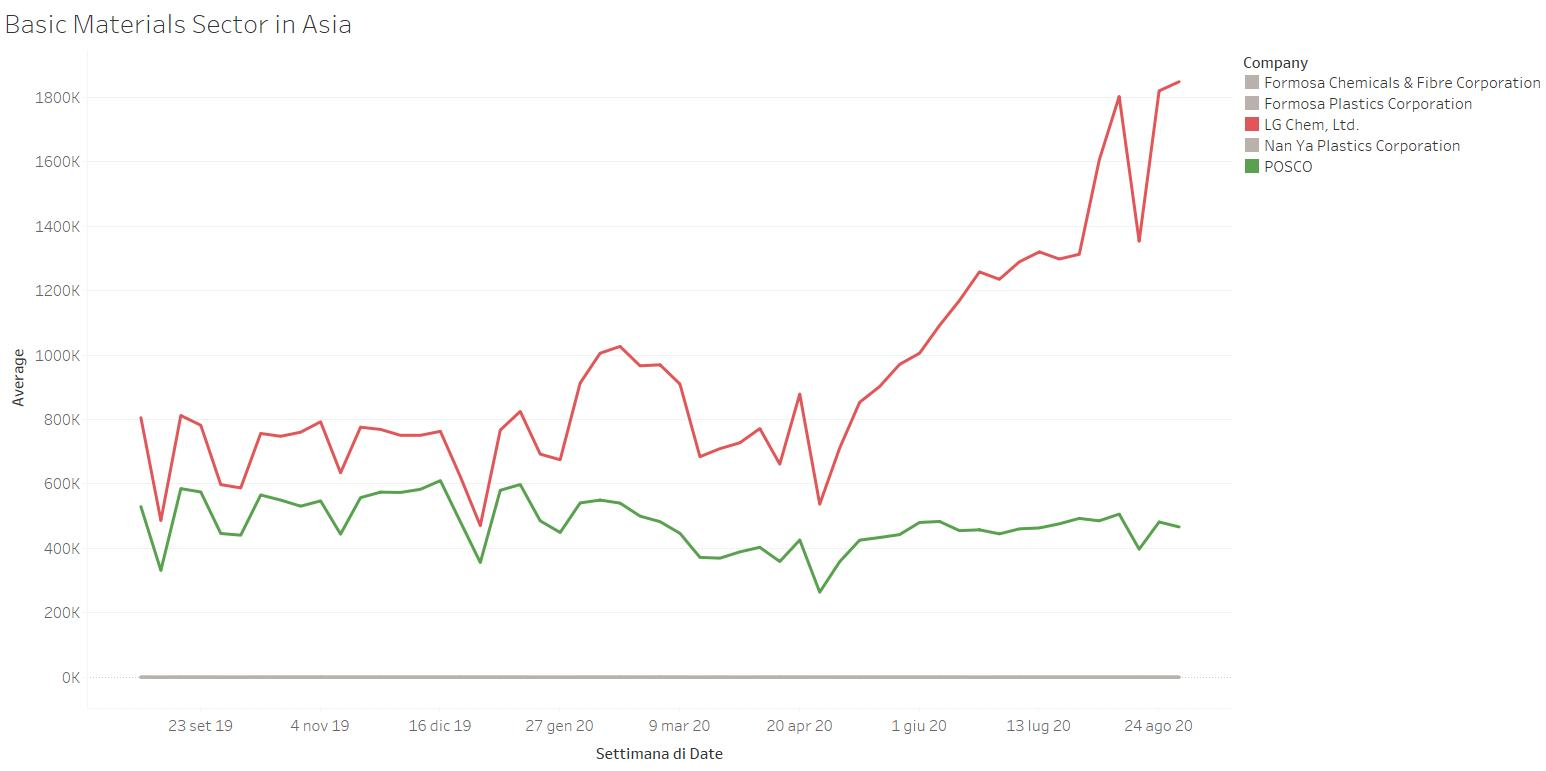 Basic Materials Sector in Asia
Company
Formosa Chemicals & Fibre Corporation
Formosa Plastics Corporation
LG Chem, Ltd.
Nan Ya Plastics Corporation
POSCO
Average
1800K
1600K
1400K
1200K
1000K
800K
600K
400K
200K
0K
23 set 19
4 nov 19
16 dic 19
27 gen 20
9 mar 20
20 apr 20
1 giu 20
13 lug 20
24 ago 20
Settimana di Date